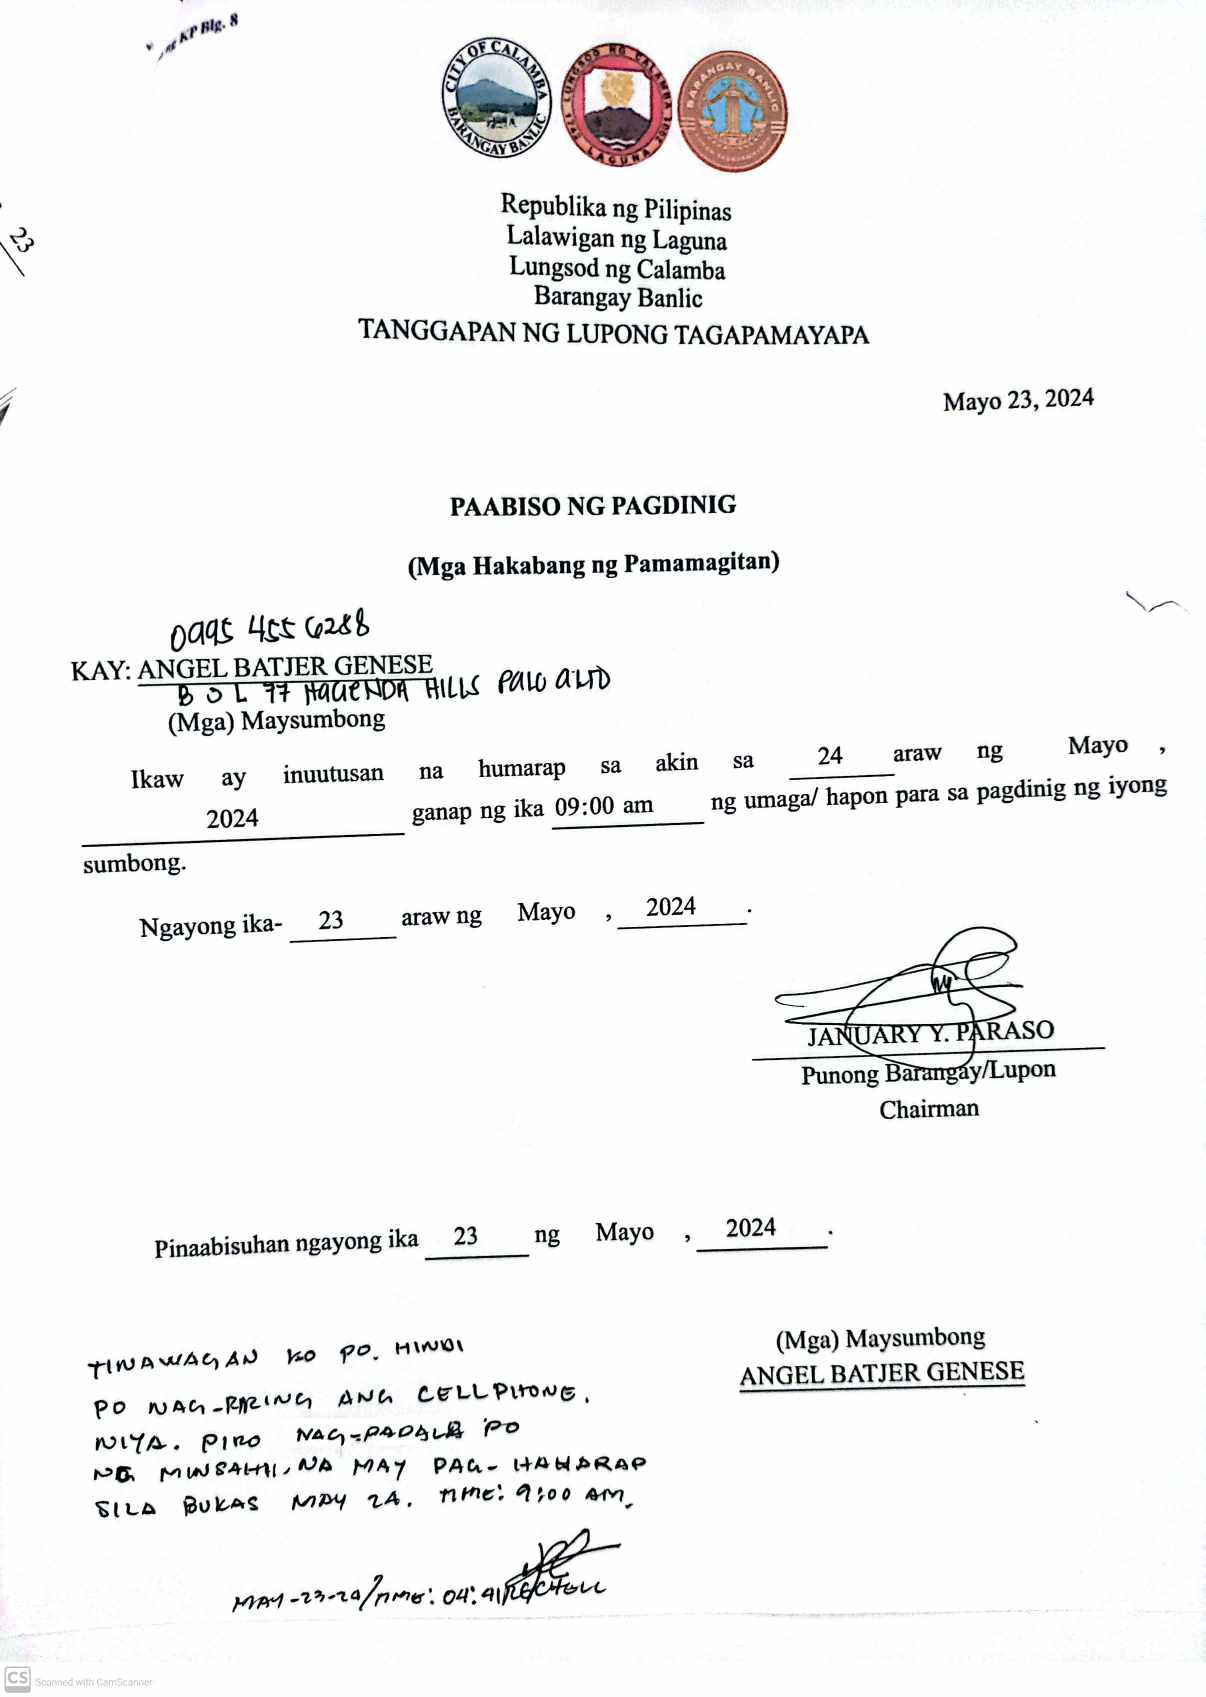 ng KP Blg. 8
CITY OF CALAMBA
BARANGAY BANLIC
LUNGSOD NG CALAMBA
LAGUNA
BARANGAY BANLIC
23
Republika ng Pilipinas
Lalawigan ng Laguna
Lungsod ng Calamba
Barangay Banlic
TANGGAPAN NG LUPONG TAGAPAMAYAPA
Mayo 23, 2024
PAABISO NG PAGDINIG
(Mga Hakabang ng Pamamagitan)
0995 455 6288
KAY: ANGEL BATJER GENESE
B 3 L 77 HACIENDA HILLS PALO ALTO
(Mga) Maysumbong
Ikaw ay inuutusan na humarap sa akin sa 24 araw ng Mayo ,
2024 ganap ng ika 09:00 am ng umaga/ hapon para sa pagdinig ng iyong
sumbong.
Ngayong ika- 23 araw ng Mayo , 2024 .
JANUARY Y. PARASO
Punong Barangay/Lupon
Chairman
Pinaabisuhan ngayong ika 23 ng Mayo , 2024 .
(Mga) Maysumbong
ANGEL BATJER GENESE
TINAWAGAN KO PO. HINDI
PO NAG-RIRING ANG CELLPHONE.
NIYA. PIRO NAG-PADALA PO
NG MINSAHI, NA MAY PAG-HAHARAP
SILA BUKAS MAY 24. TIME: 9:00 AM.
MAY-23-24/TIME: 04:41
CS Scanned with CamScanner